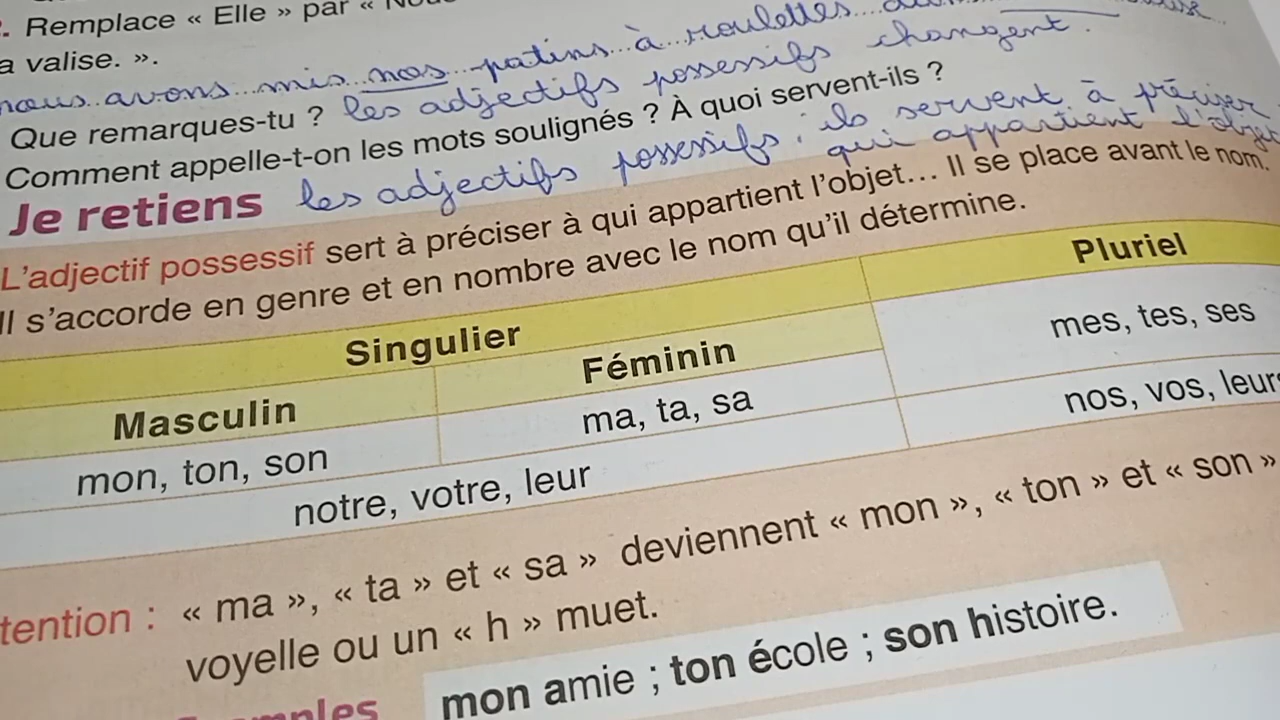 . Remplace « Elle » par «
a valise. ».
nous avons mis nos patins à roulettes
Que remarques-tu ? les adjectifs possessifs changent.
Comment appelle-t-on les mots soulignés ? À quoi servent-ils ?
les adjectifs possessifs : ils servent à préciser
qui appartient l'objet
Je retiens
L'adjectif possessif sert à préciser à qui appartient l'objet... Il se place avant le nom.
Il s'accorde en genre et en nombre avec le nom qu'il détermine.
Singulier Pluriel
Masculin Féminin
mon, ton, son ma, ta, sa mes, tes, ses
notre, votre, leur nos, vos, leurs
tention : « ma », « ta » et « sa » deviennent « mon », « ton » et « son »
voyelle ou un « h » muet.
mples mon amie ; ton école ; son histoire.